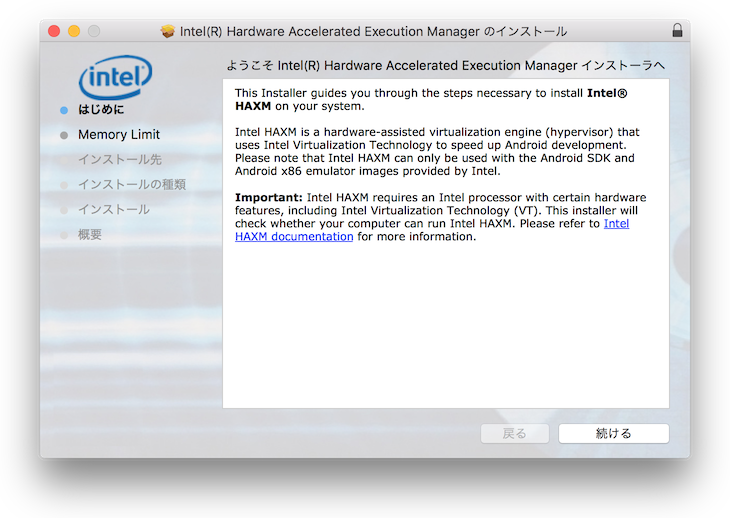 Intel(R) Hardware Accelerated Execution Manager のインストール
intel
ようこそ Intel(R) Hardware Accelerated Execution Manager インストーラへ
はじめに
Memory Limit
インストール先
インストールの種類
インストール
概要
This Installer guides you through the steps necessary to install Intel®
HAXM on your system.
Intel HAXM is a hardware-assisted virtualization engine (hypervisor) that
uses Intel Virtualization Technology to speed up Android development.
Please note that Intel HAXM can only be used with the Android SDK and
Android x86 emulator images provided by Intel.
Important: Intel HAXM requires an Intel processor with certain hardware
features, including Intel Virtualization Technology (VT). This installer will
check whether your computer can run Intel HAXM. Please refer to Intel
HAXM documentation for more information.
戻る
続ける